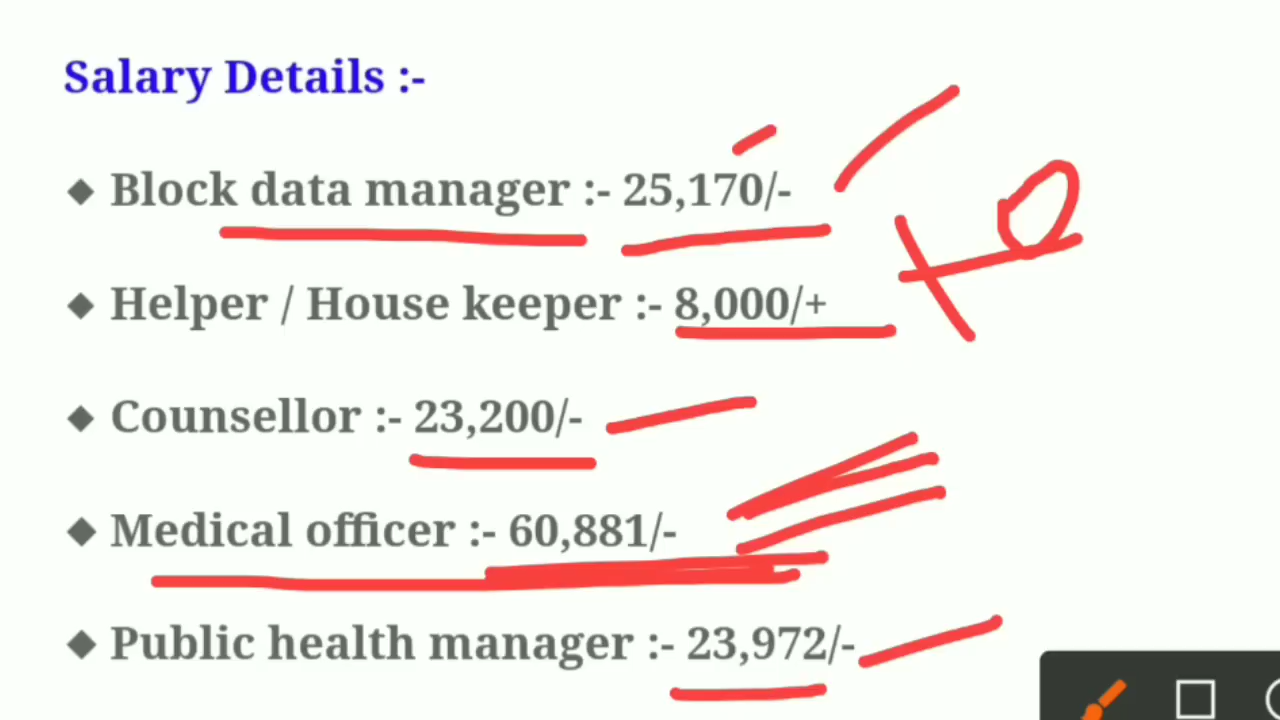 Salary Details :-
◆ Block data manager :- 25,170/-
◆ Helper / House keeper :- 8,000/+
◆ Counsellor :- 23,200/-
◆ Medical officer :- 60,881/-
◆ Public health manager :- 23,972/-